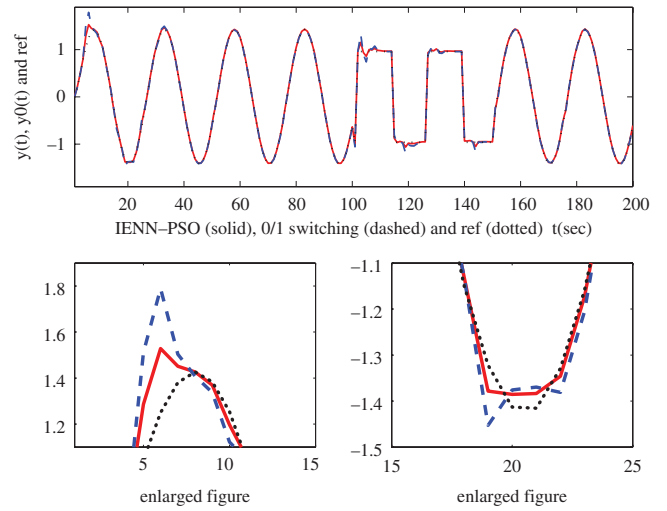 y(t), y0(t) and ref
1
0
−1
20 40 60 80 100 120 140 160 180 200
IENN–PSO (solid), 0/1 switching (dashed) and ref (dotted) t(sec)
1.8
1.6
1.4
1.2
5 10 15
enlarged figure
−1.1
−1.2
−1.3
−1.4
−1.5
15 20 25
enlarged figure